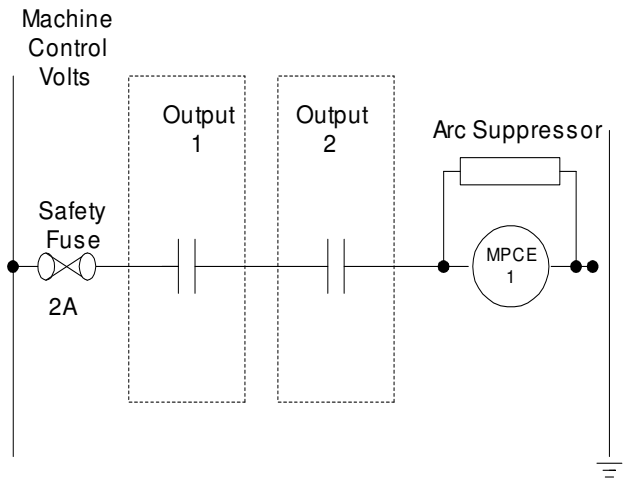 Machine
Control
Volts
Output
1
Output
2
Arc Suppressor
Safety
Fuse
2A
MPCE
1